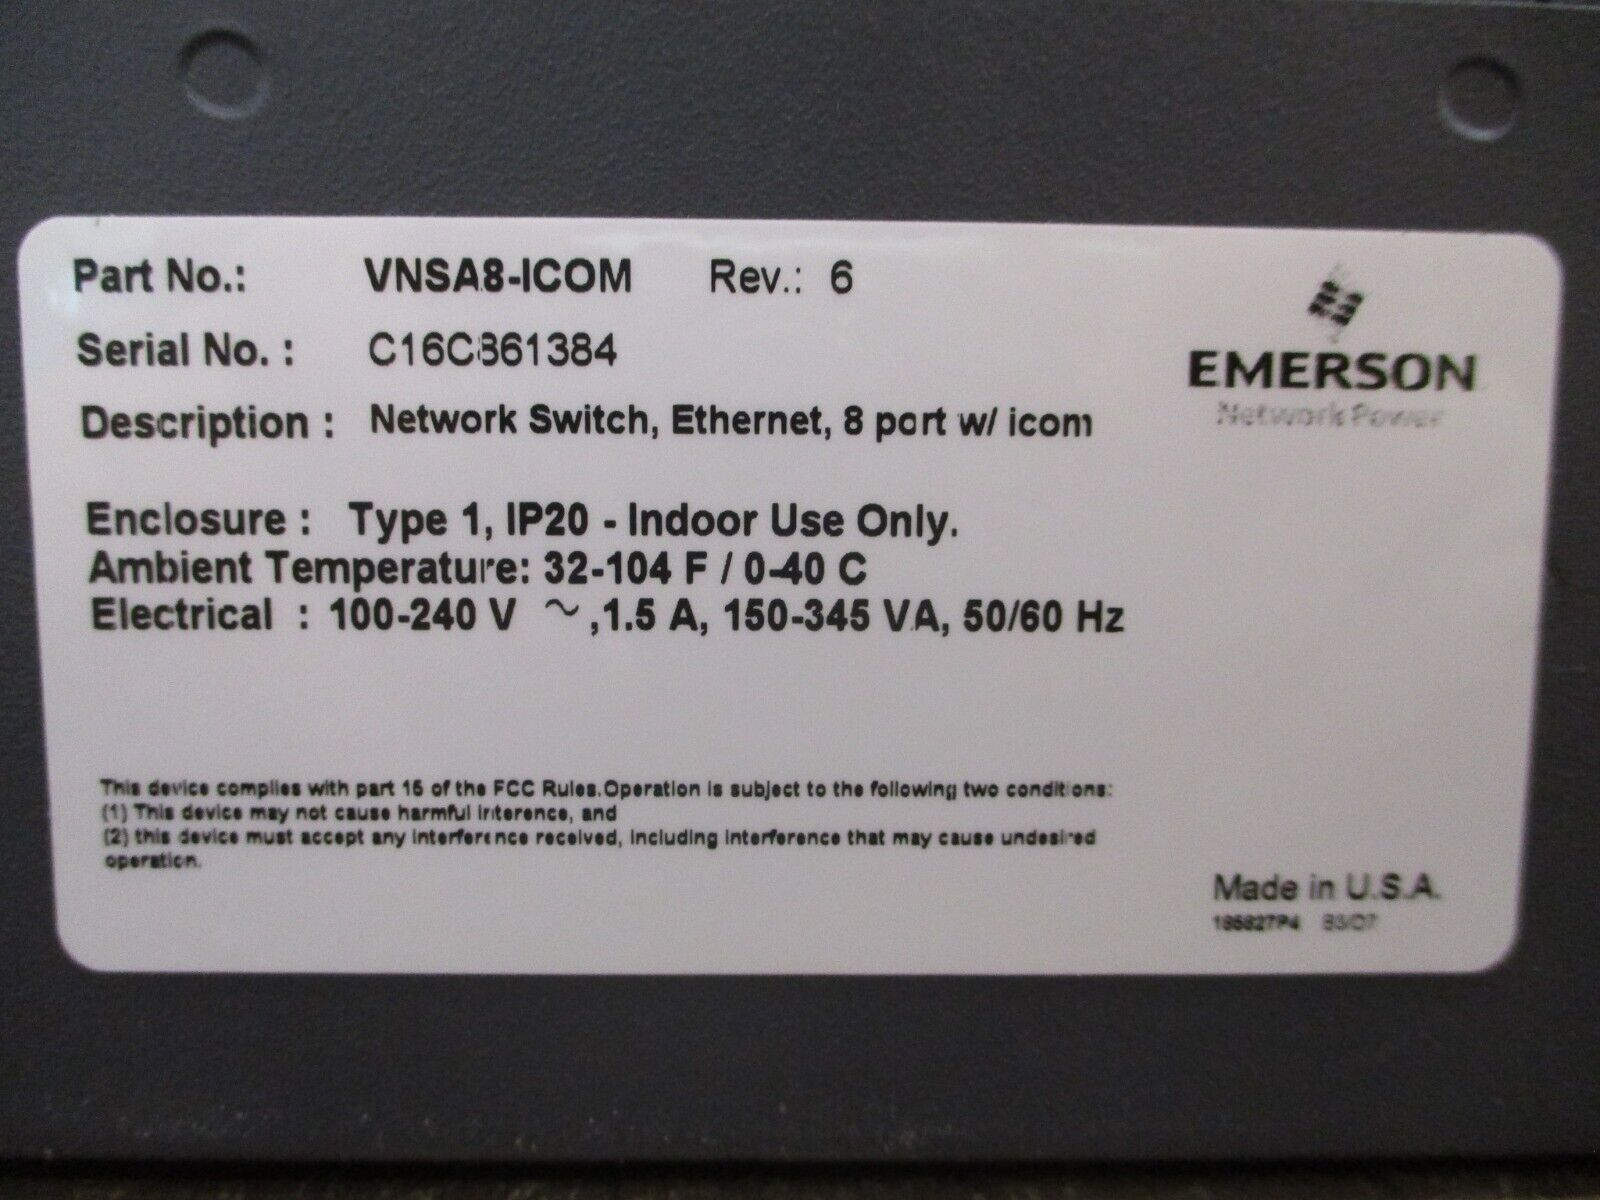 Part No.: VNSA8-ICOM Rev.: 6
Serial No. : C16C861384
Description : Network Switch, Ethernet, 8 port w/ icom
EMERSON
Network Power
Enclosure : Type 1, IP20 - Indoor Use Only.
Ambient Temperature: 32-104 F / 0-40 C
Electrical : 100-240 V ~ ,1.5 A, 150-345 VA, 50/60 Hz
This device complies with part 15 of the FCC Rules.Operation is subject to the following two conditions:
(1) This device may not cause harmful interence, and
(2) this device must accept any interference received, including interference that may cause undesired
operation.
Made in U.S.A.